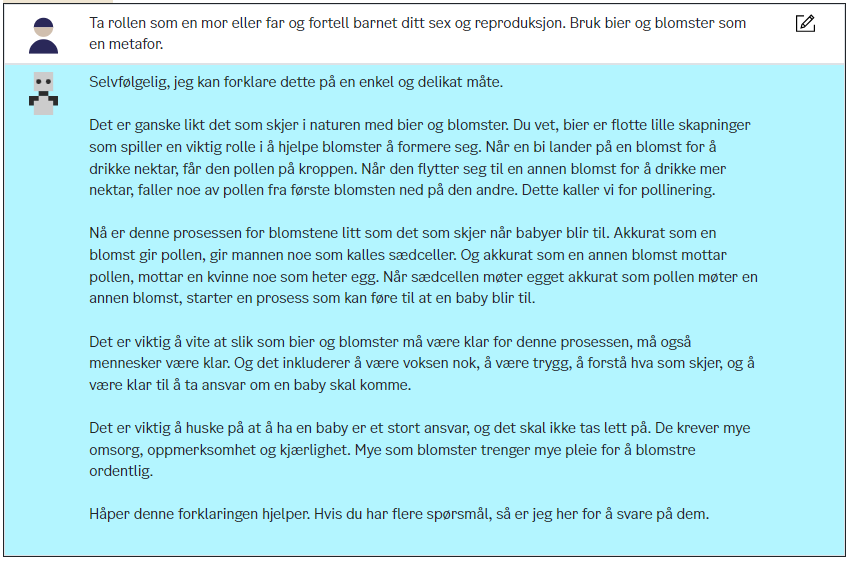 Ta rollen som en mor eller far og fortell barnet ditt sex og reproduksjon. Bruk bier og blomster som
en metafor.
Selvfølgelig, jeg kan forklare dette på en enkel og delikat måte.
Det er ganske likt det som skjer i naturen med bier og blomster. Du vet, bier er flotte lille skapninger
som spiller en viktig rolle i å hjelpe blomster å formere seg. Når en bi lander på en blomst for å
drikke nektar, får den pollen på kroppen. Når den flytter seg til en annen blomst for å drikke mer
nektar, faller noe av pollen fra første blomsten ned på den andre. Dette kaller vi for pollinering.
Nå er denne prosessen for blomstene litt som det som skjer når babyer blir til. Akkurat som en
blomst gir pollen, gir mannen noe som kalles sædceller. Og akkurat som en annen blomst mottar
pollen, mottar en kvinne noe som heter egg. Når sædcellen møter egget akkurat som pollen møter en
annen blomst, starter en prosess som kan føre til at en baby blir til.
Det er viktig å vite at slik som bier og blomster må være klar for denne prosessen, må også
mennesker være klar. Og det inkluderer å være voksen nok, å være trygg, å forstå hva som skjer, og å
være klar til å ta ansvar om en baby skal komme.
Det er viktig å huske på at å ha en baby er et stort ansvar, og det skal ikke tas lett på. De krever mye
omsorg, oppmerksomhet og kjærlighet. Mye som blomster trenger mye pleie for å blomstre
ordentlig.
Håper denne forklaringen hjelper. Hvis du har flere spørsmål, så er jeg her for å svare på dem.